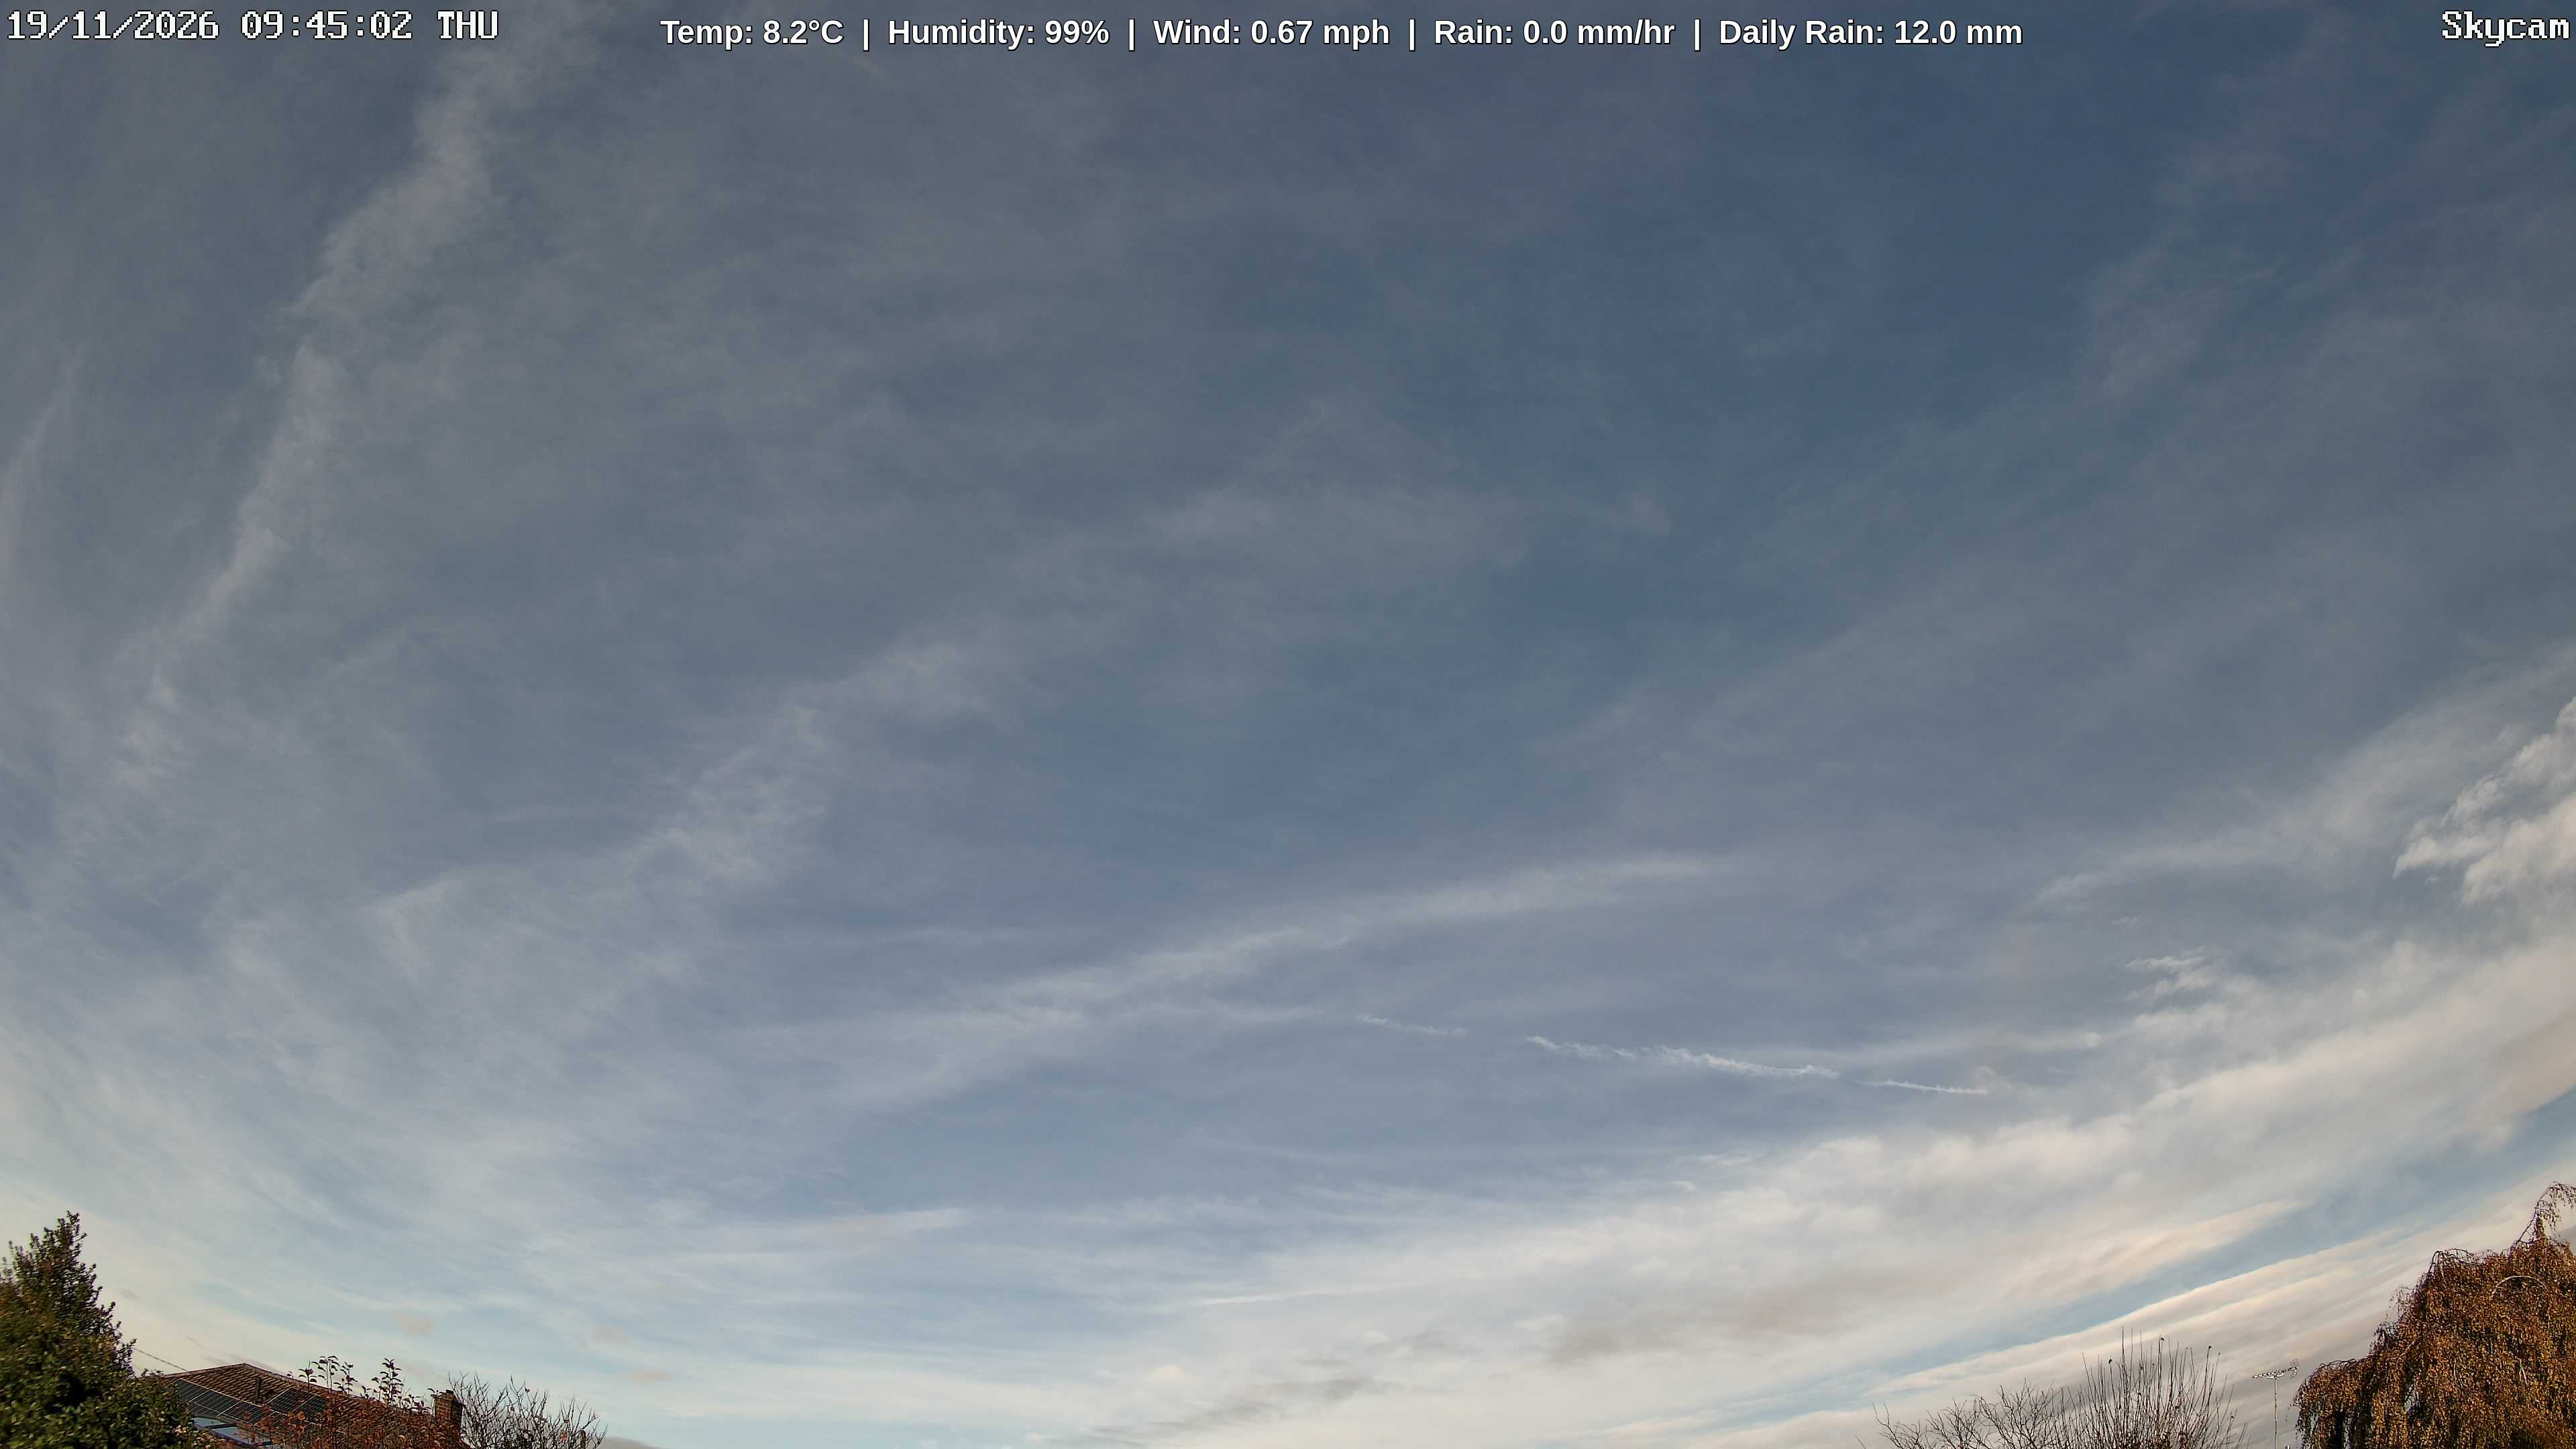 19/11/2026 09:45:02 THU
Temp: 8.2°C | Humidity: 99% | Wind: 0.67 mph | Rain: 0.0 mm/hr | Daily Rain: 12.0 mm
Skycam